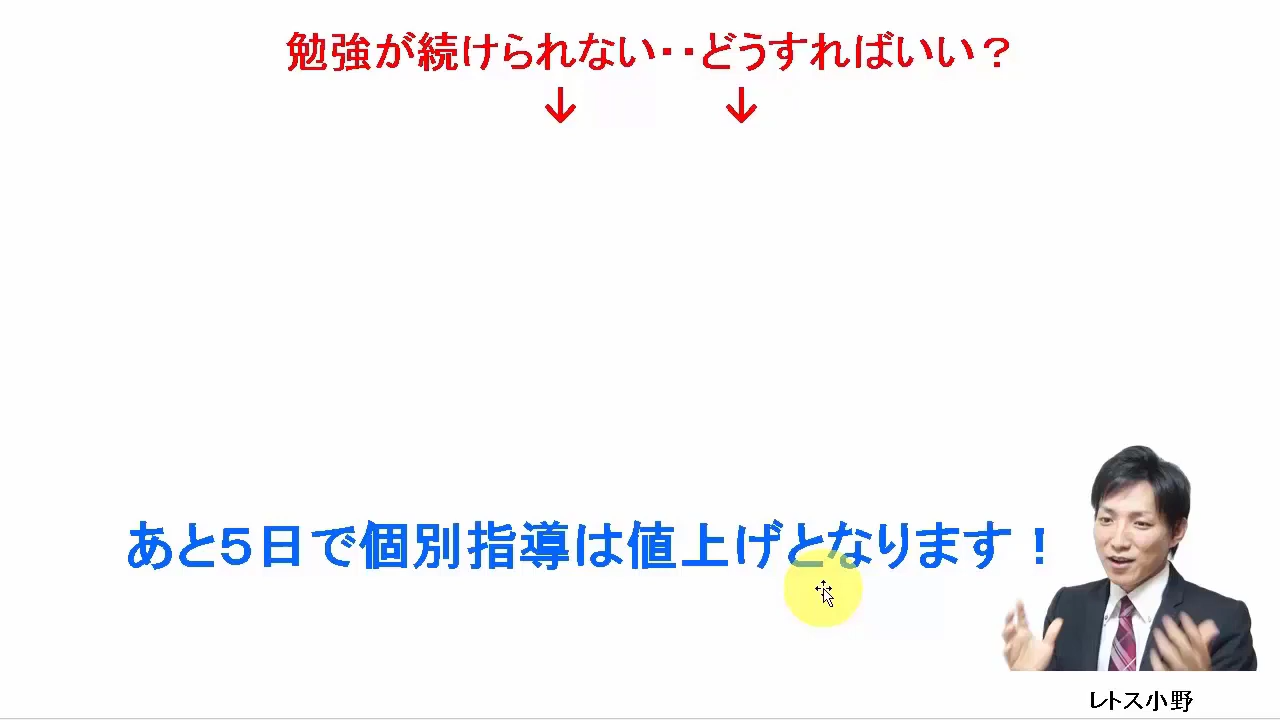 勉強が続けられない・・どうすればいい？
↓ ↓
あと５日で個別指導は値上げとなります！
レトス小野